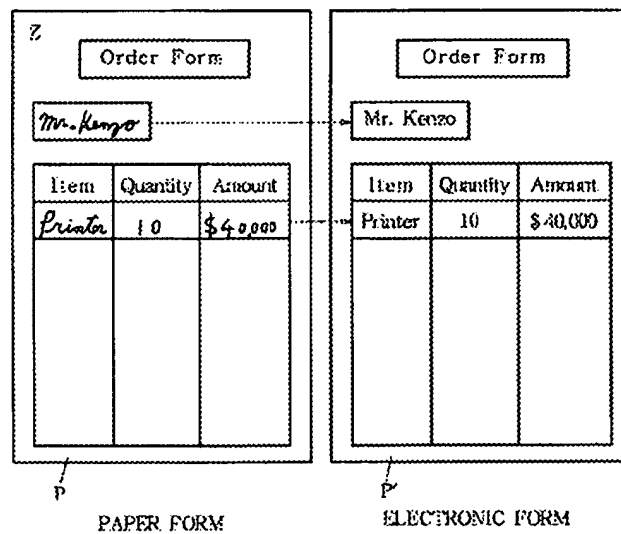 Z
Order Form
Mr. Kenzo
Item Quantity Amount
Printer 10 $40,000
P
PAPER FORM
Order Form
Mr. Kenzo
Item Quantity Amount
Printer 10 $40,000
P'
ELECTRONIC FORM